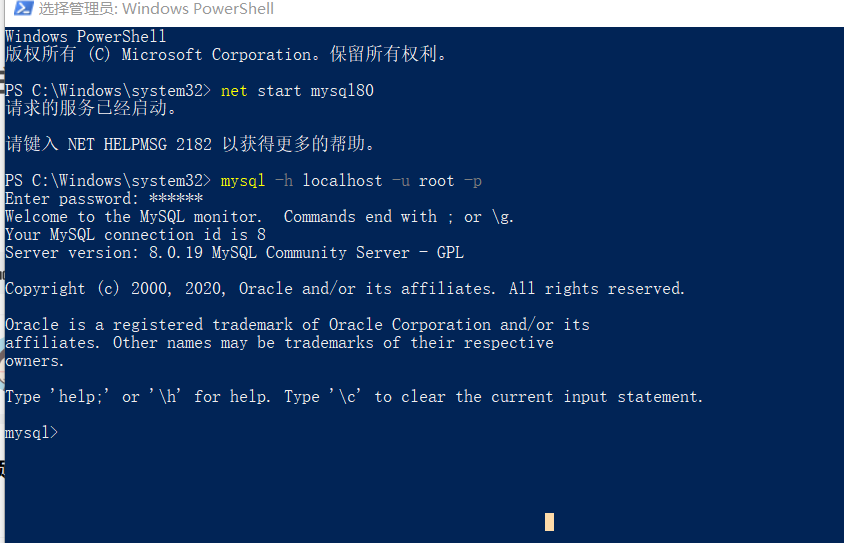 选择管理员: Windows PowerShell
Windows PowerShell
版权所有 (C) Microsoft Corporation。保留所有权利。
PS C:\Windows\system32> net start mysql80
请求的服务已经启动。
请键入 NET HELPMSG 2182 以获得更多的帮助。
PS C:\Windows\system32> mysql -h localhost -u root -p
Enter password: ******
Welcome to the MySQL monitor.  Commands end with ; or \g.
Your MySQL connection id is 8
Server version: 8.0.19 MySQL Community Server - GPL
Copyright (c) 2000, 2020, Oracle and/or its affiliates. All rights reserved.
Oracle is a registered trademark of Oracle Corporation and/or its
affiliates. Other names may be trademarks of their respective
owners.
Type 'help;' or '\h' for help. Type '\c' to clear the current input statement.
mysql>